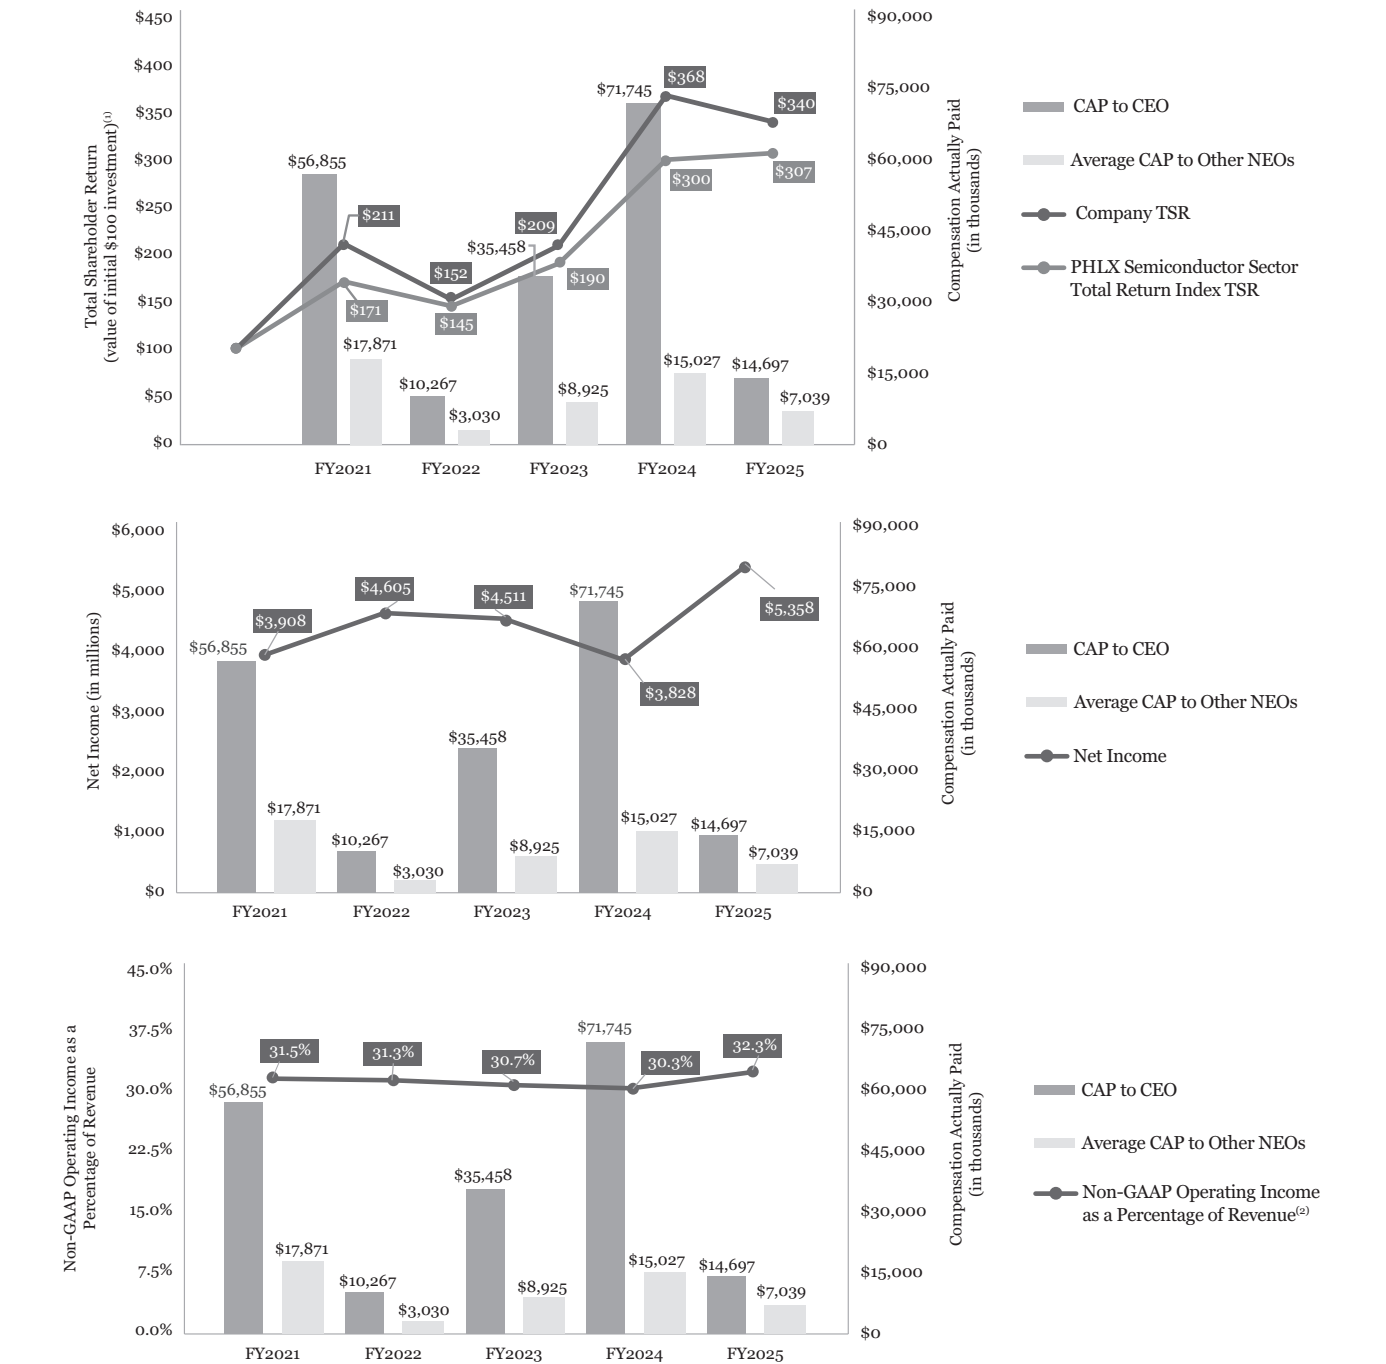 $450
$400
$350
$300
$250
$200
$150
$100
$50
$0
Total Shareholder Return
(value of initial $100 investment)(1)
$90,000
$75,000
$60,000
$45,000
$30,000
$15,000
$0
Compensation Actually Paid
(in thousands)
$56,855
$211
$171
$17,871
$10,267
$152
$145
$3,030
$35,458
$209
$190
$8,925
$71,745
$368
$300
$15,027
$14,697
$340
$307
$7,039
FY2021
FY2022
FY2023
FY2024
FY2025
CAP to CEO
Average CAP to Other NEOs
Company TSR
PHLX Semiconductor Sector
Total Return Index TSR
$6,000
$5,000
$4,000
$3,000
$2,000
$1,000
$0
Net Income (in millions)
$90,000
$75,000
$60,000
$45,000
$30,000
$15,000
$0
Compensation Actually Paid
(in thousands)
$56,855
$3,908
$17,871
$10,267
$4,605
$3,030
$35,458
$4,511
$8,925
$71,745
$3,828
$15,027
$14,697
$5,358
$7,039
FY2021
FY2022
FY2023
FY2024
FY2025
CAP to CEO
Average CAP to Other NEOs
Net Income
45.0%
37.5%
30.0%
22.5%
15.0%
7.5%
0.0%
Non-GAAP Operating Income as a
Percentage of Revenue
$90,000
$75,000
$60,000
$45,000
$30,000
$15,000
$0
Compensation Actually Paid
(in thousands)
$56,855
31.5%
$17,871
$10,267
31.3%
$3,030
$35,458
30.7%
$8,925
$71,745
30.3%
$15,027
$14,697
32.3%
$7,039
FY2021
FY2022
FY2023
FY2024
FY2025
CAP to CEO
Average CAP to Other NEOs
Non-GAAP Operating Income
as a Percentage of Revenue(2)